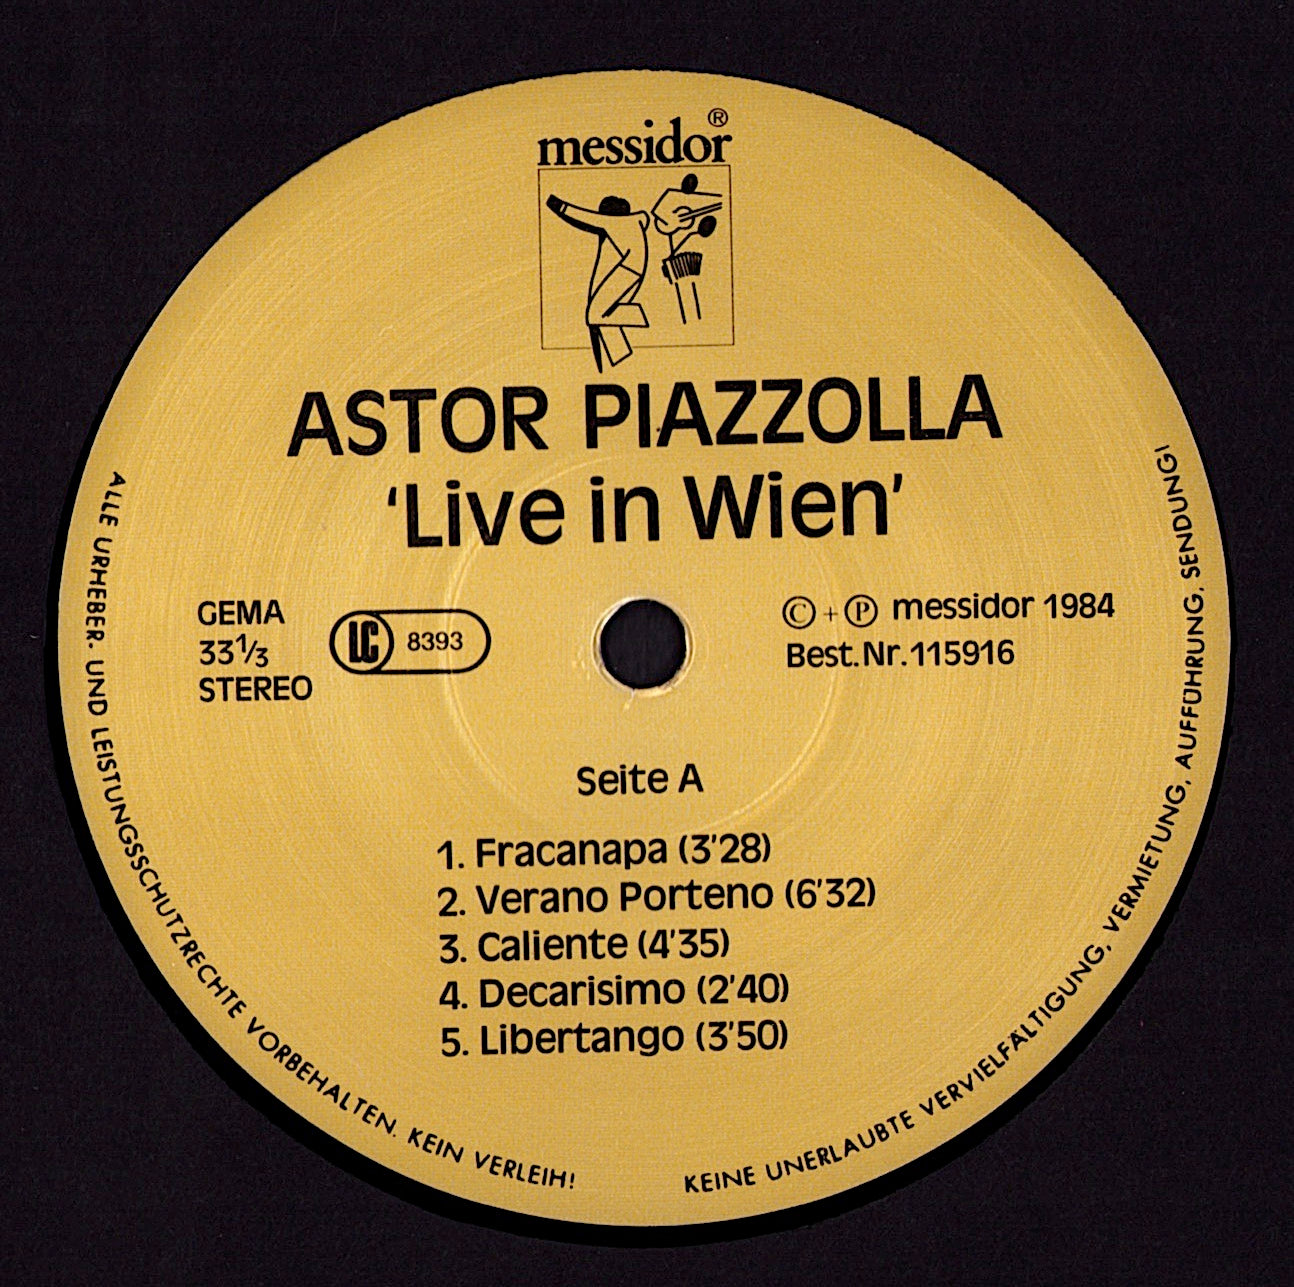 messidor®
ASTOR PIAZZOLLA
'Live in Wien'
GEMA
33⅓
STEREO
LC 8393
© + ℗ messidor 1984
Best.Nr.115916
Seite A
1. Fracanapa (3'28)
2. Verano Porteno (6'32)
3. Caliente (4'35)
4. Decarisimo (2'40)
5. Libertango (3'50)
ALLE URHEBER- UND LEISTUNGSSCHUTZRECHTE VORBEHALTEN. KEIN VERLEIH!
KEINE UNERLAUBTE VERVIELFÄLTIGUNG, VERMIETUNG, AUFFÜHRUNG, SENDUNG!